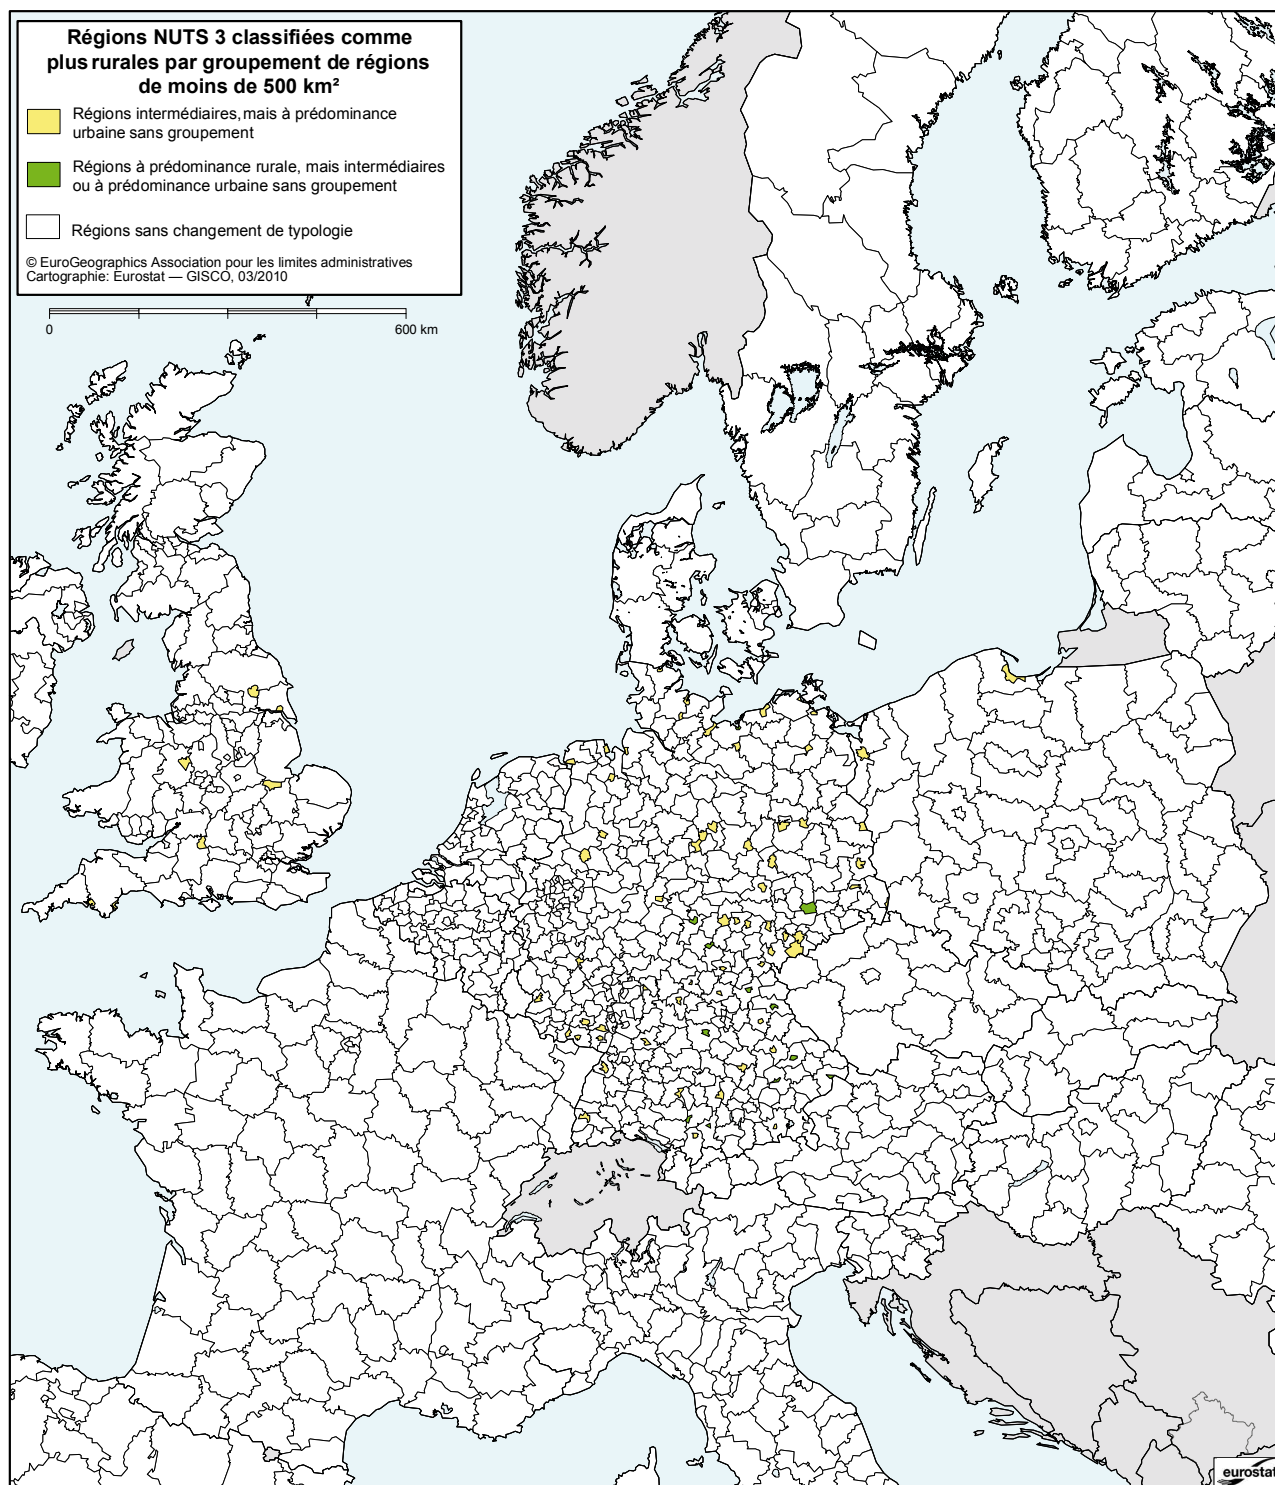 Régions NUTS 3 classifiées comme
plus rurales par groupement de régions
de moins de 500 km²
Régions intermédiaires, mais à prédominance
urbaine sans groupement
Régions à prédominance rurale, mais intermédiaires
ou à prédominance urbaine sans groupement
Régions sans changement de typologie
© EuroGeographics Association pour les limites administratives
Cartographie: Eurostat — GISCO, 03/2010
0 600 km
eurostat